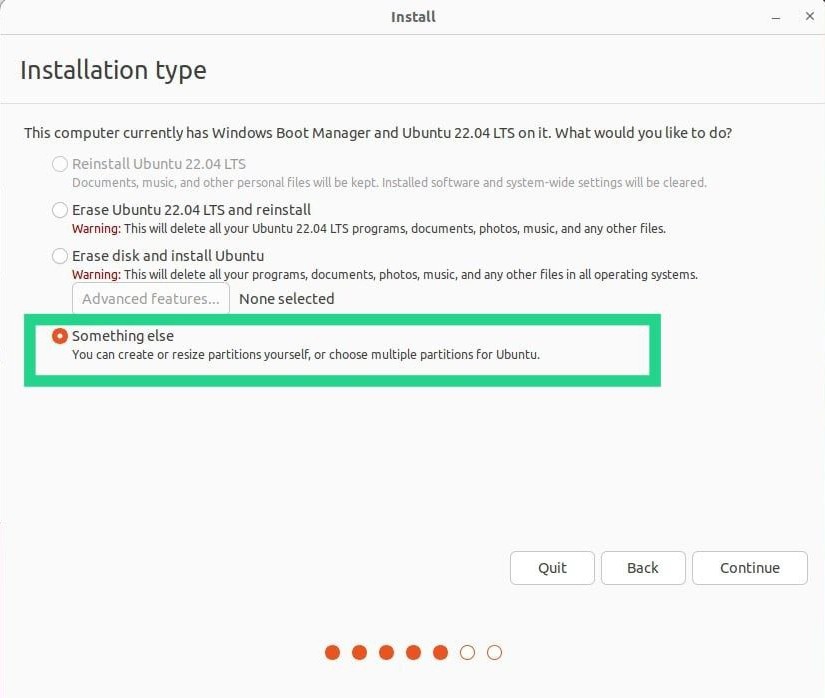 Install
Installation type
This computer currently has Windows Boot Manager and Ubuntu 22.04 LTS on it. What would you like to do?
Reinstall Ubuntu 22.04 LTS
Documents, music, and other personal files will be kept. Installed software and system-wide settings will be cleared.
Erase Ubuntu 22.04 LTS and reinstall
Warning: This will delete all your Ubuntu 22.04 LTS programs, documents, photos, music, and any other files.
Erase disk and install Ubuntu
Warning: This will delete all your programs, documents, photos, music, and any other files in all operating systems.
Advanced features... None selected
Something else
You can create or resize partitions yourself, or choose multiple partitions for Ubuntu.
Quit Back Continue